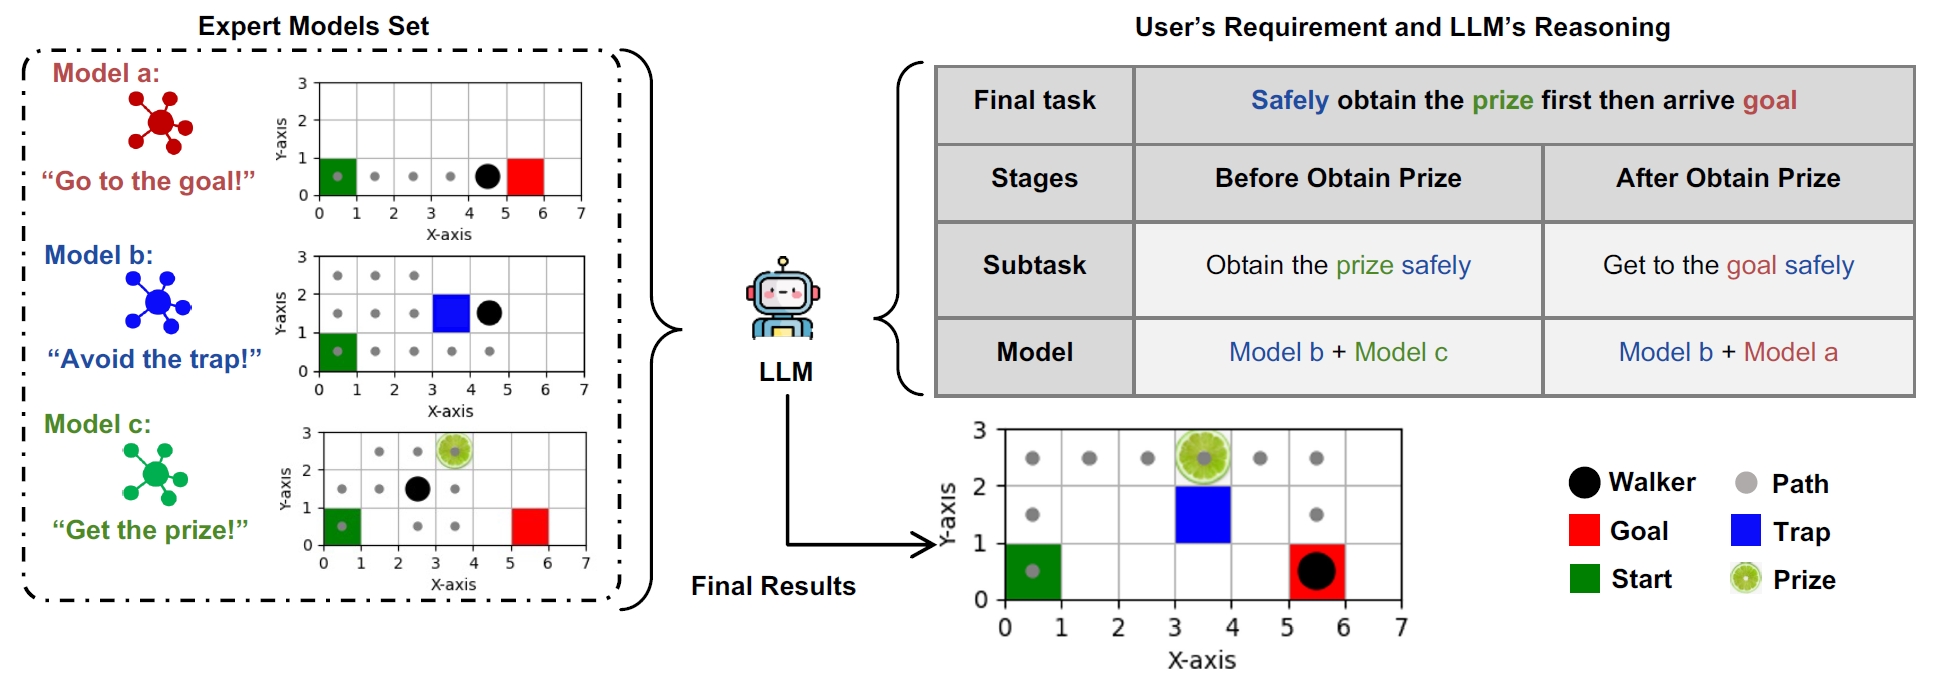 Expert Models Set
Model a:
“Go to the goal!”
3
2
1
0
Y-axis
0 1 2 3 4 5 6 7
X-axis
Model b:
“Avoid the trap!”
3
2
1
0
Y-axis
0 1 2 3 4 5 6 7
X-axis
Model c:
“Get the prize!”
3
2
1
0
Y-axis
0 1 2 3 4 5 6 7
X-axis
LLM
Final Results
User’s Requirement and LLM’s Reasoning
Final task Safely obtain the prize first then arrive goal
Stages Before Obtain Prize After Obtain Prize
Subtask Obtain the prize safely Get to the goal safely
Model Model b + Model c Model b + Model a
3
2
1
0
Y-axis
0 1 2 3 4 5 6 7
X-axis
Walker Path
Goal Trap
Start Prize